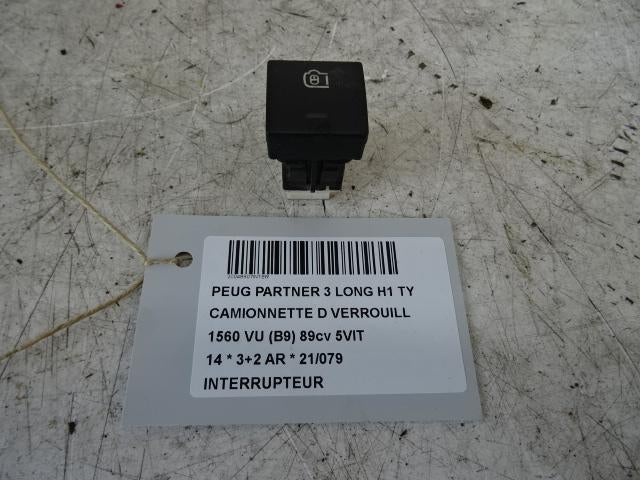 PEUG PARTNER 3 LONG H1 TY
CAMIONNETTE D VERROUILL
1560 VU (B9) 89cv 5VIT
14 * 3+2 AR * 21/079
INTERRUPTEUR